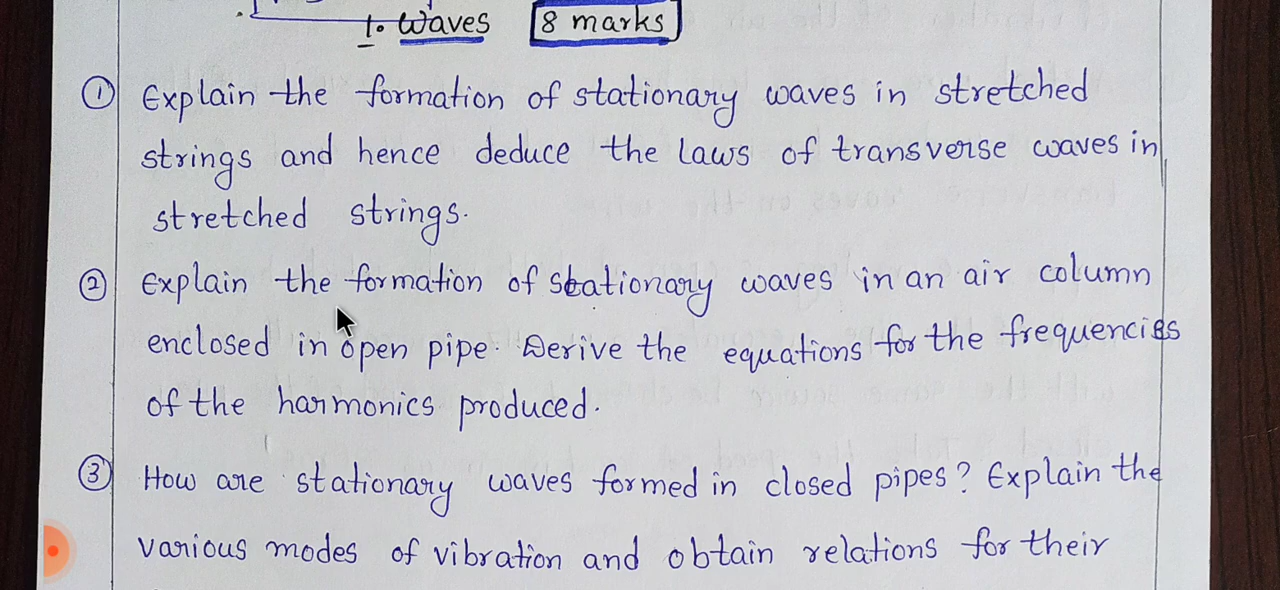 1. Waves 8 marks
① Explain the formation of stationary waves in stretched
strings and hence deduce the laws of transverse waves in
stretched strings.
② Explain the formation of stationary waves in an air column
enclosed in open pipe. Derive the equations for the frequencies
of the harmonics produced.
③ How are stationary waves formed in closed pipes? Explain the
various modes of vibration and obtain relations for their